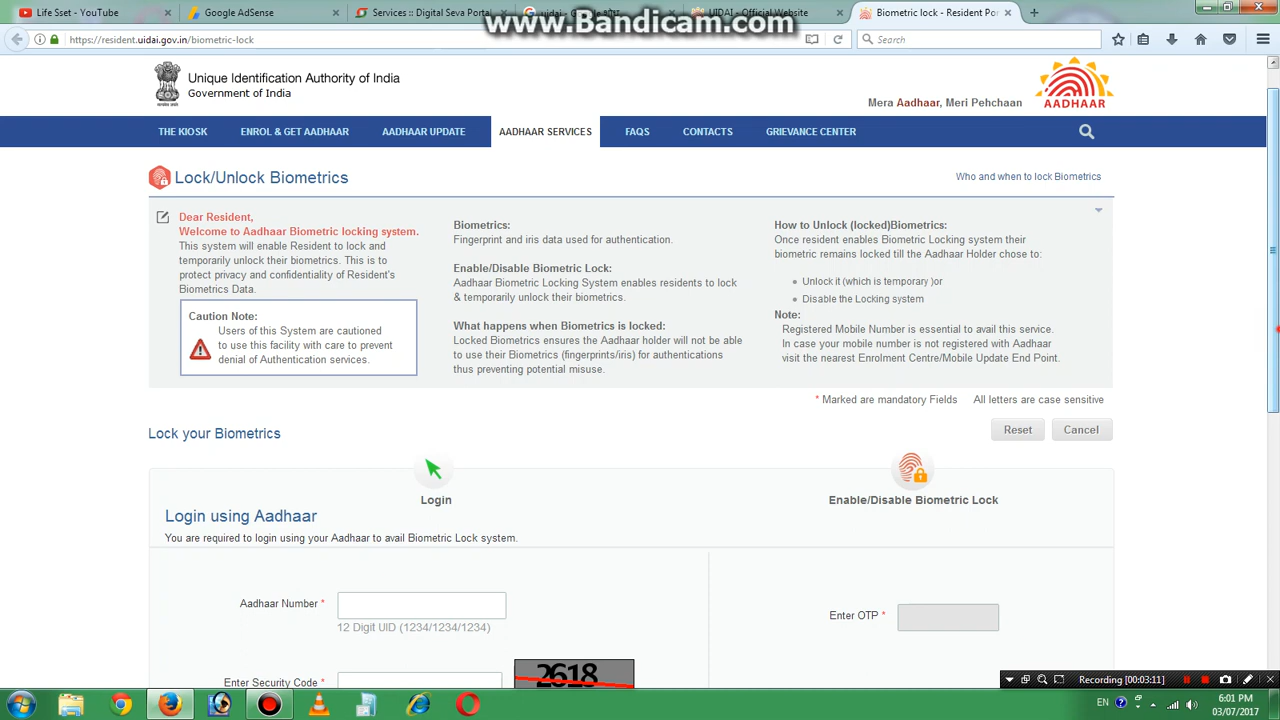 Life Sset - YouTube
Google AdSense
Services :: Digital Seva Portal
UIDAI - Official Website
Biometric lock - Resident Po
www.Bandicam.com
https://resident.uidai.gov.in/biometric-lock
Search
Unique Identification Authority of India
Government of India
Mera Aadhaar, Meri Pehchaan
AADHAAR
THE KIOSK
ENROL & GET AADHAAR
AADHAAR UPDATE
AADHAAR SERVICES
FAQS
CONTACTS
GRIEVANCE CENTER
Lock/Unlock Biometrics
Who and when to lock Biometrics
Dear Resident,
Welcome to Aadhaar Biometric locking system.
This system will enable Resident to lock and
temporarily unlock their biometrics. This is to
protect privacy and confidentiality of Resident's
Biometrics Data.
Caution Note:
Users of this System are cautioned
to use this facility with care to prevent
denial of Authentication services.
Biometrics:
Fingerprint and iris data used for authentication.
Enable/Disable Biometric Lock:
Aadhaar Biometric Locking System enables residents to lock
& temporarily unlock their biometrics.
What happens when Biometrics is locked:
Locked Biometrics ensures the Aadhaar holder will not be able
to use their Biometrics (fingerprints/iris) for authentications
thus preventing potential misuse.
How to Unlock (locked)Biometrics:
Once resident enables Biometric Locking system their
biometric remains locked till the Aadhaar Holder chose to:
Unlock it (which is temporary )or
Disable the Locking system
Note:
Registered Mobile Number is essential to avail this service.
In case your mobile number is not registered with Aadhaar
visit the nearest Enrolment Centre/Mobile Update End Point.
* Marked are mandatory Fields
All letters are case sensitive
Lock your Biometrics
Reset
Cancel
Login
Enable/Disable Biometric Lock
Login using Aadhaar
You are required to login using your Aadhaar to avail Biometric Lock system.
Aadhaar Number *
12 Digit UID (1234/1234/1234)
Enter OTP *
Enter Security Code *
2618
Recording [00:03:11]
EN
6:01 PM
03/07/2017